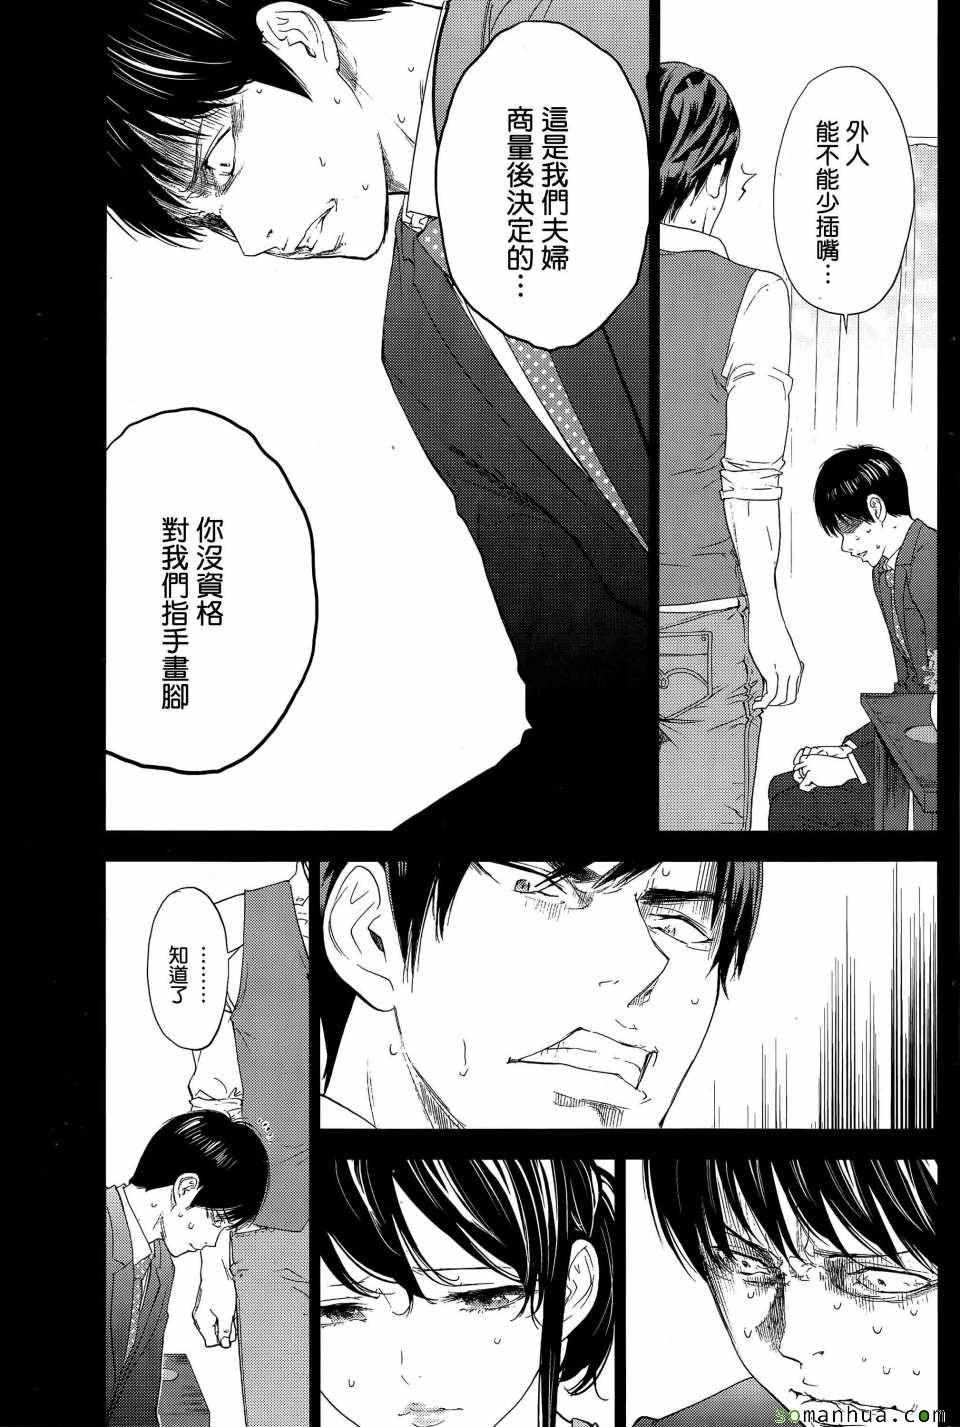 外人
能不能少插嘴…
這是我們夫婦
商量後決定的…
你沒資格
對我們指手畫腳
………
知道了
somanhua.com